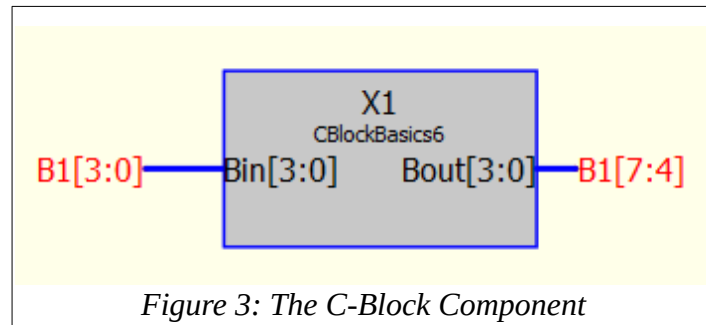 X1
CBlockBasics6
B1[3:0] Bin[3:0] Bout[3:0] B1[7:4]
Figure 3: The C-Block Component